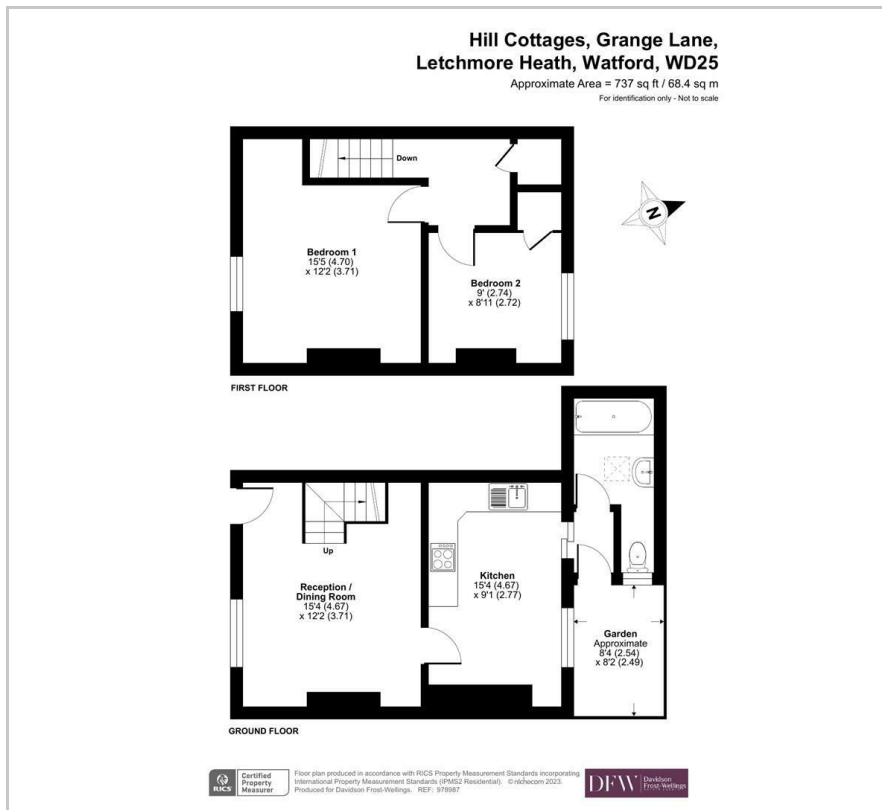 Hill Cottages, Grange Lane,
Letchmore Heath, Watford, WD25
Approximate Area = 737 sq ft / 68.4 sq m
For identification only - Not to scale
Down
N
Bedroom 1
15'5 (4.70)
x 12'2 (3.71)
Bedroom 2
9' (2.74)
x 8'11 (2.72)
FIRST FLOOR
Up
Reception /
Dining Room
15'4 (4.67)
x 12'2 (3.71)
Kitchen
15'4 (4.67)
x 9'1 (2.77)
Garden
Approximate
8'4 (2.54)
x 8'2 (2.49)
GROUND FLOOR
RICS
Certified
Property
Measurer
Floor plan produced in accordance with RICS Property Measurement Standards incorporating
International Property Measurement Standards (IPMS2 Residential). © nichecom 2023.
Produced for Davidson Frost-Wellings. REF: 978987
DFW
Davidson
Frost-Wellings